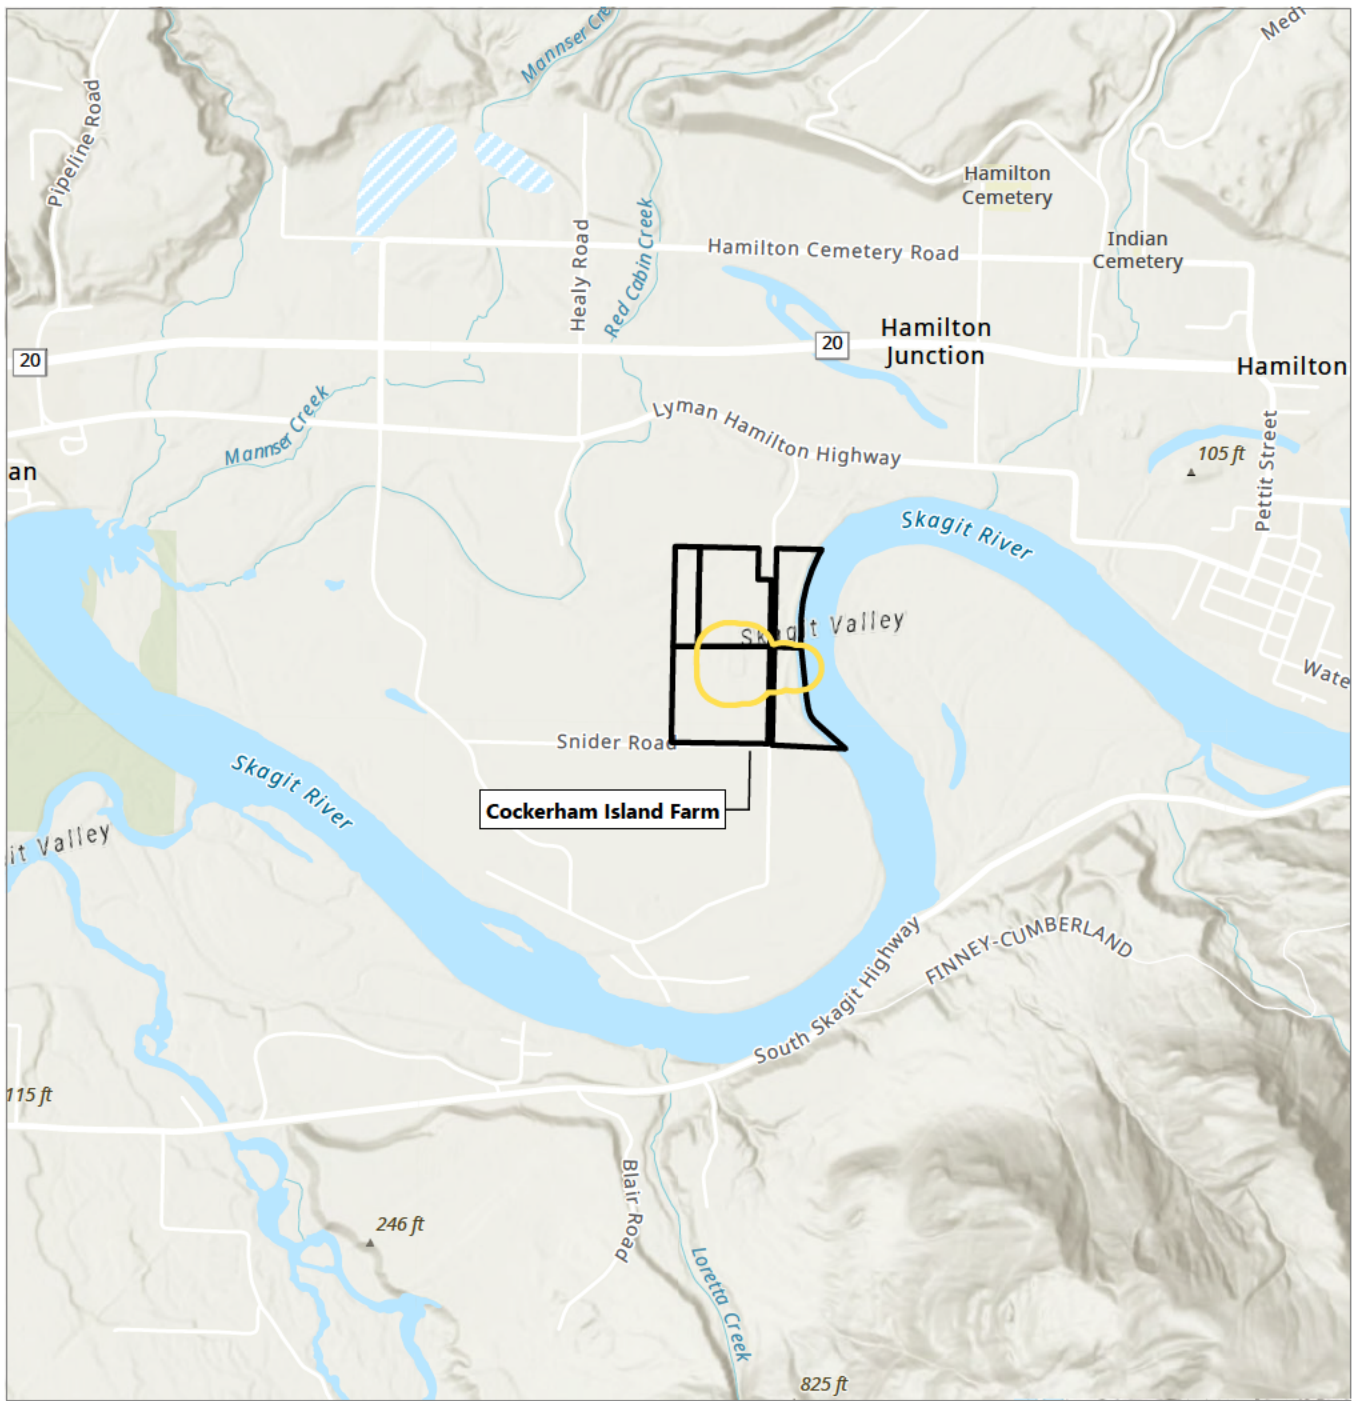 Mannser Cre
Medi
Pipeline Road
Hamilton
Cemetery
Healy Road
Red Cabin Creek
Hamilton Cemetery Road
Indian
Cemetery
20
20
Hamilton
Junction
Hamilton
Mannser Creek
Lyman Hamilton Highway
an
105 ft
Pettit Street
Skagit River
Skagit Valley
Wate
Snider Road
Skagit River
Cockerham Island Farm
it Valley
South Skagit Highway
FINNEY-CUMBERLAND
115 ft
Blair Road
246 ft
Loretta Creek
825 ft